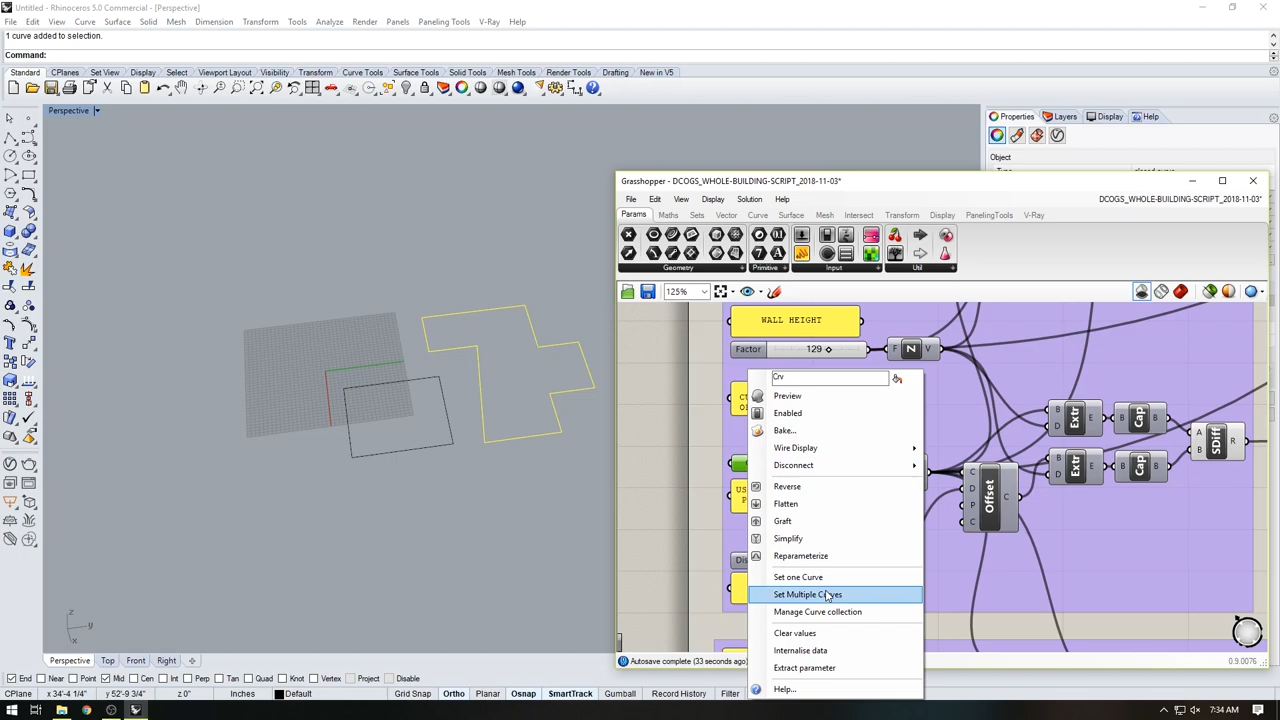 Untitled - Rhinoceros 5.0 Commercial - [Perspective]
File Edit View Curve Surface Solid Mesh Dimension Transform Tools Analyze Render Panels Paneling Tools V-Ray Help
1 curve added to selection.
Command:
Standard CPlanes Set View Display Select Viewport Layout Visibility Transform Curve Tools Surface Tools Solid Tools Mesh Tools Render Tools Drafting New in V5
Perspective
Properties Layers Display Help
Object
Grasshopper - DCOGS_WHOLE-BUILDING-SCRIPT_2018-11-03*
File Edit View Display Solution Help DCOGS_WHOLE-BUILDING-SCRIPT_2018-11-03*
Params Maths Sets Vector Curve Surface Mesh Intersect Transform Display PanelingTools V-Ray
Geometry Primitive Input Util
125%
WALL HEIGHT
Factor 129 F N V
Crv
Preview
Enabled
Bake...
Wire Display
Disconnect
Reverse
Flatten
Graft
Simplify
Reparameterize
Set one Curve
Set Multiple Curves
Manage Curve collection
Clear values
Internalise data
Extract parameter
Help...
B D Extr E B Cap B
A B SDiff R
B D Extr E B Cap B
C D P C Offset C
z y x
Perspective Top Front Right
Autosave complete (33 seconds ago) 0.9.0076
End Near Point Mid Cen Int Perp Tan Quad Knot Vertex Project Disable
CPlane x 34'-4 1/4" y 52'-9 3/4" z 0" Inches Default Grid Snap Ortho Planar Osnap SmartTrack Gumball Record History Filter
7:34 AM